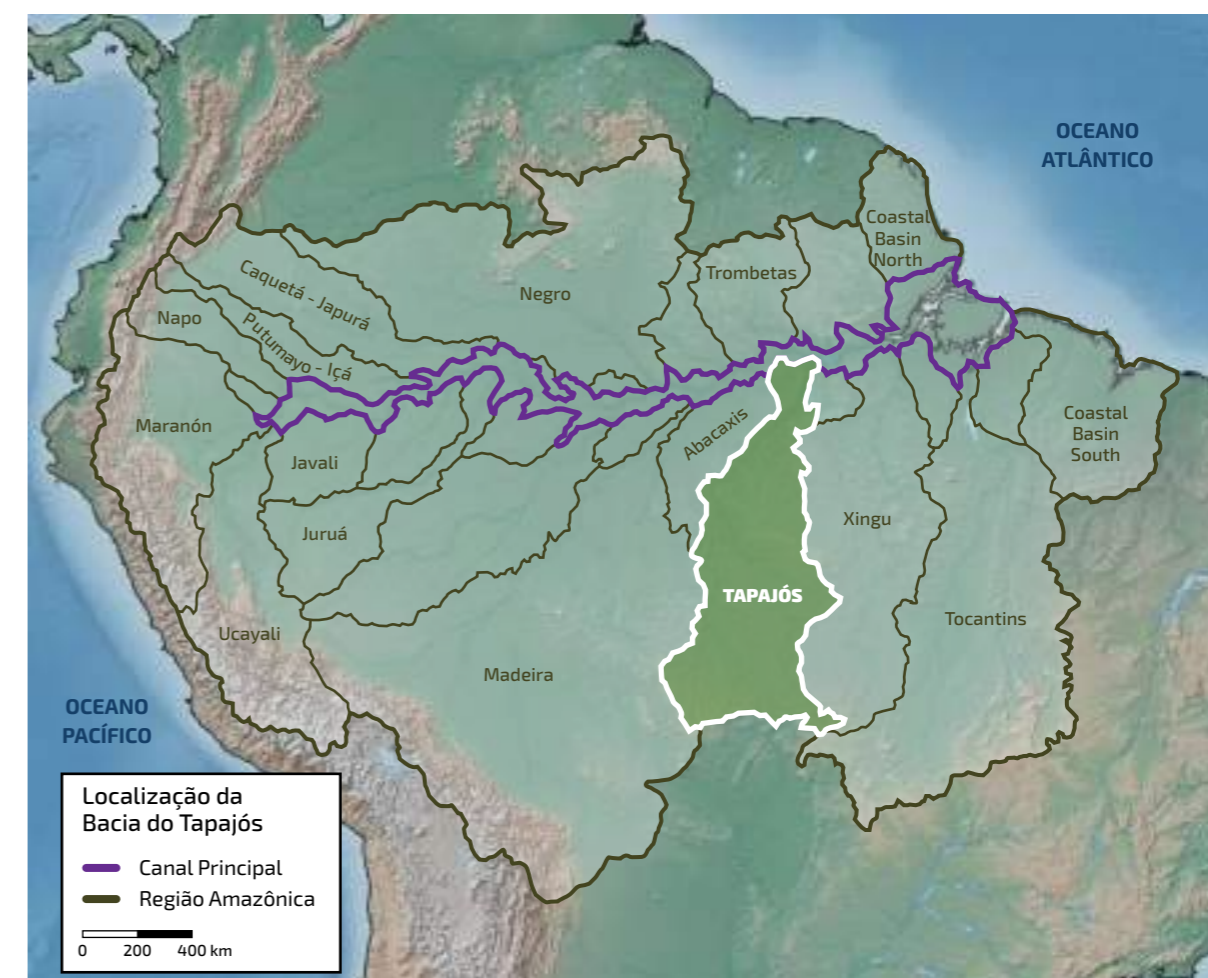 OCEANO
ATLÂNTICO
Coastal
Basin
North
Trombetas
Caquetá - Japurá
Negro
Napo
Putumayo - Içá
Maranón
Abacaxis
Coastal
Basin
South
Javali
Juruá
Xingu
TAPAJÓS
Tocantins
Ucayali
Madeira
OCEANO
PACÍFICO
Localização da
Bacia do Tapajós
Canal Principal
Região Amazônica
0 200 400 km